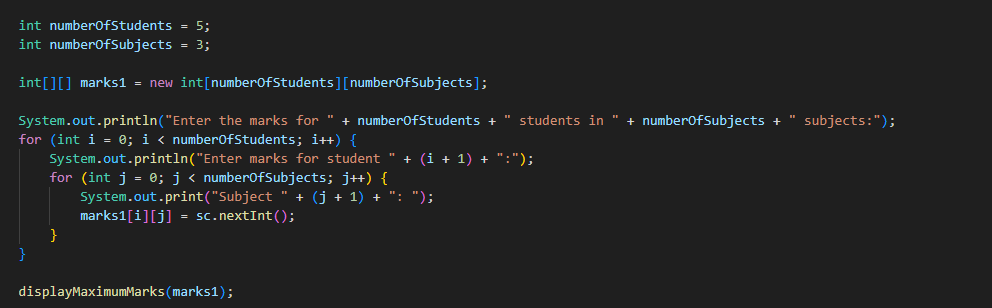 int numberOfStudents = 5;
int numberOfSubjects = 3;
int[][] marks1 = new int[numberOfStudents][numberOfSubjects];
System.out.println("Enter the marks for " + numberOfStudents + " students in " + numberOfSubjects + " subjects:");
for (int i = 0; i < numberOfStudents; i++) {
    System.out.println("Enter marks for student " + (i + 1) + ":");
    for (int j = 0; j < numberOfSubjects; j++) {
        System.out.print("Subject " + (j + 1) + ": ");
        marks1[i][j] = sc.nextInt();
    }
}
displayMaximumMarks(marks1);